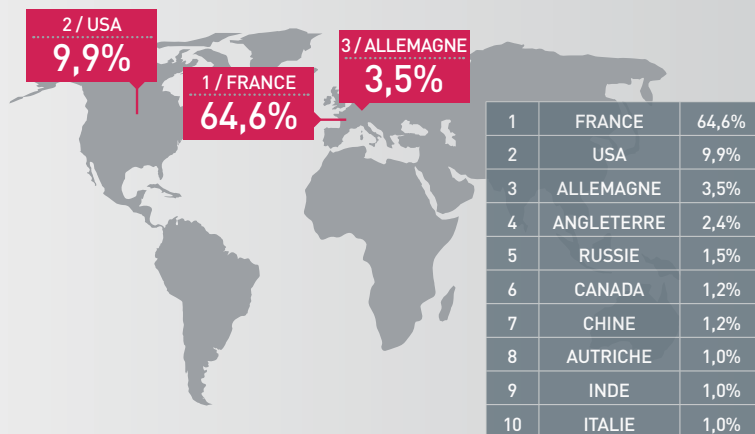 2 / USA
9,9%
1 / FRANCE
64,6%
3 / ALLEMAGNE
3,5%
1 FRANCE 64,6%
2 USA 9,9%
3 ALLEMAGNE 3,5%
4 ANGLETERRE 2,4%
5 RUSSIE 1,5%
6 CANADA 1,2%
7 CHINE 1,2%
8 AUTRICHE 1,0%
9 INDE 1,0%
10 ITALIE 1,0%